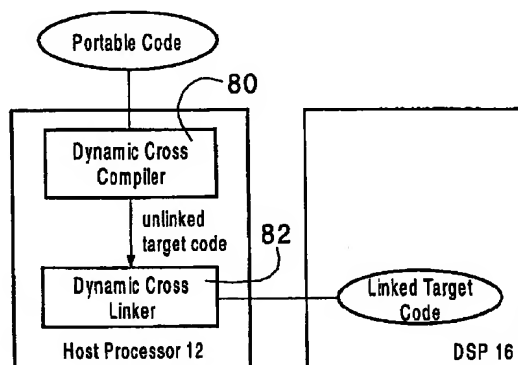 Portable Code
80
Dynamic Cross
Compiler
unlinked
target code
82
Dynamic Cross
Linker
Linked Target
Code
Host Processor 12
DSP 16